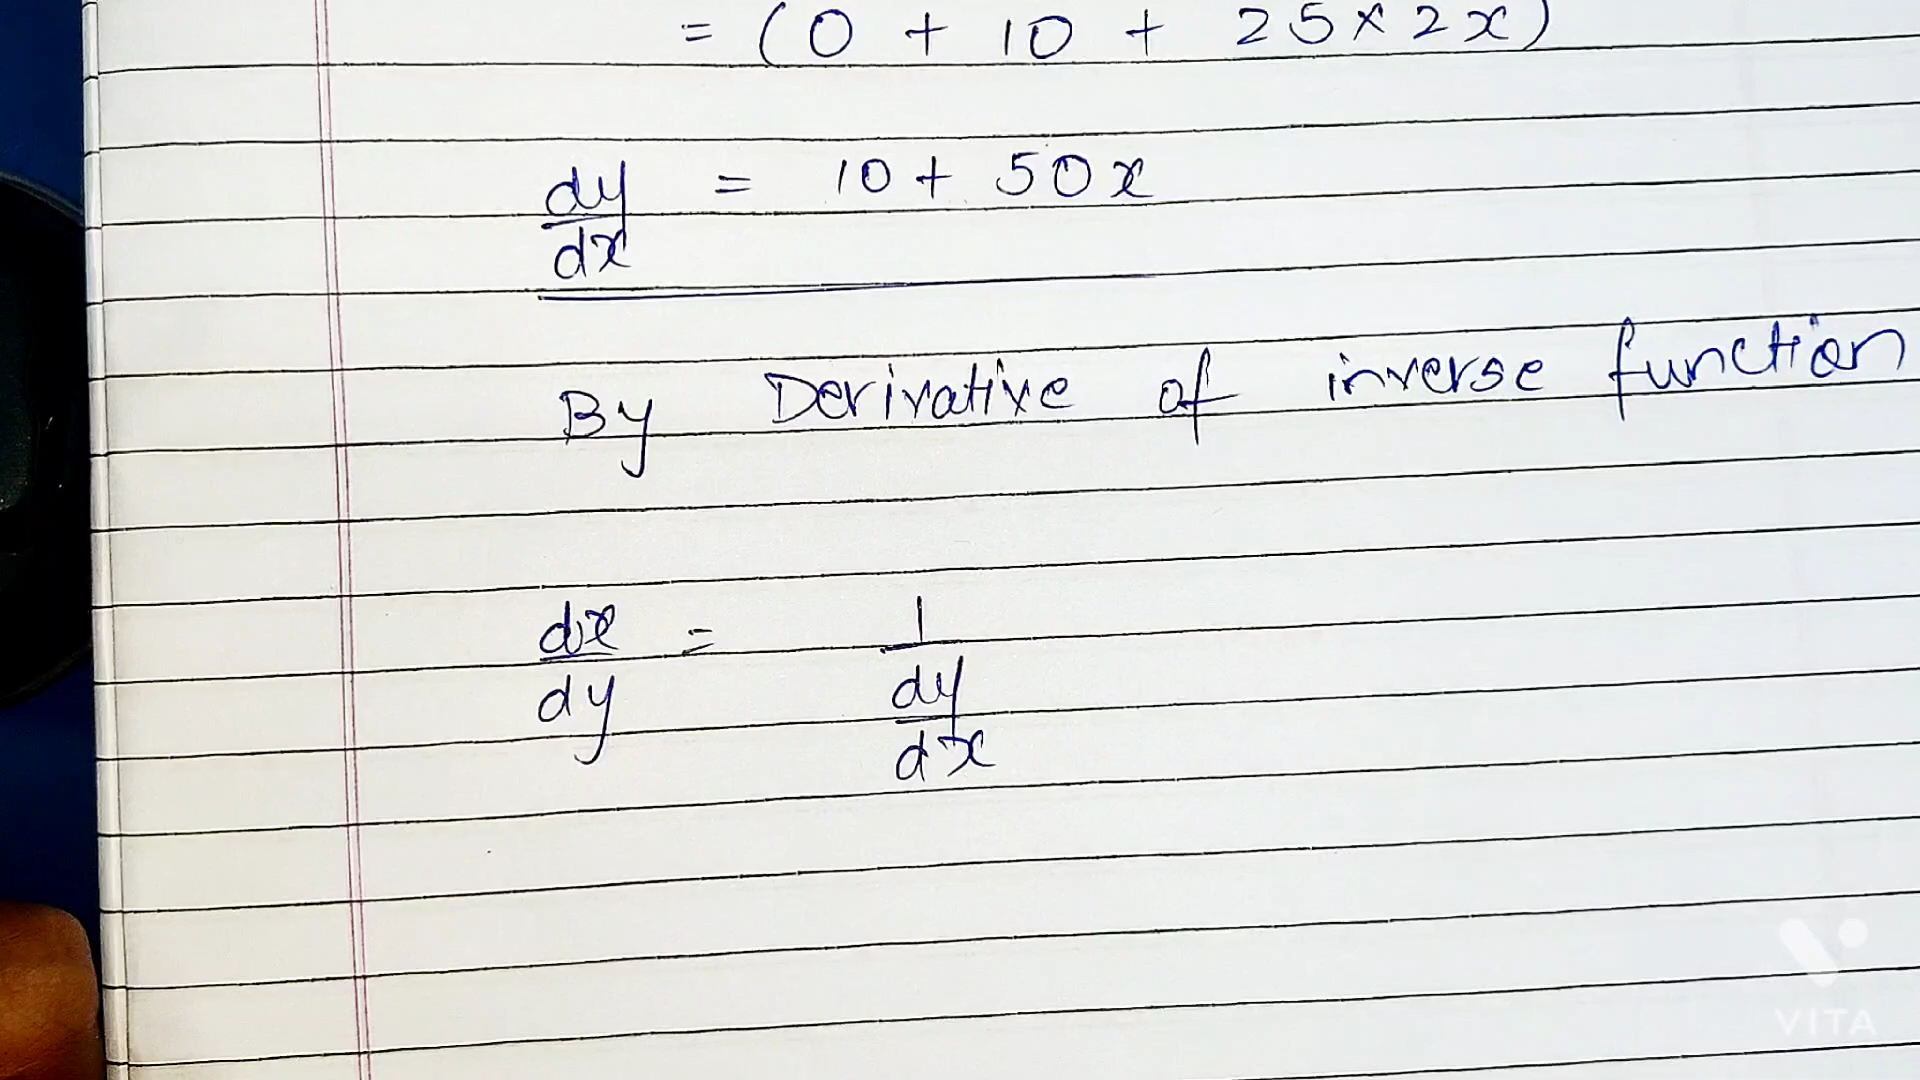 = (0 + 10 + 25×2x)
dy/dx = 10 + 50x
By Derivative of inverse function
dx/dy = 1/(dy/dx)
VITA